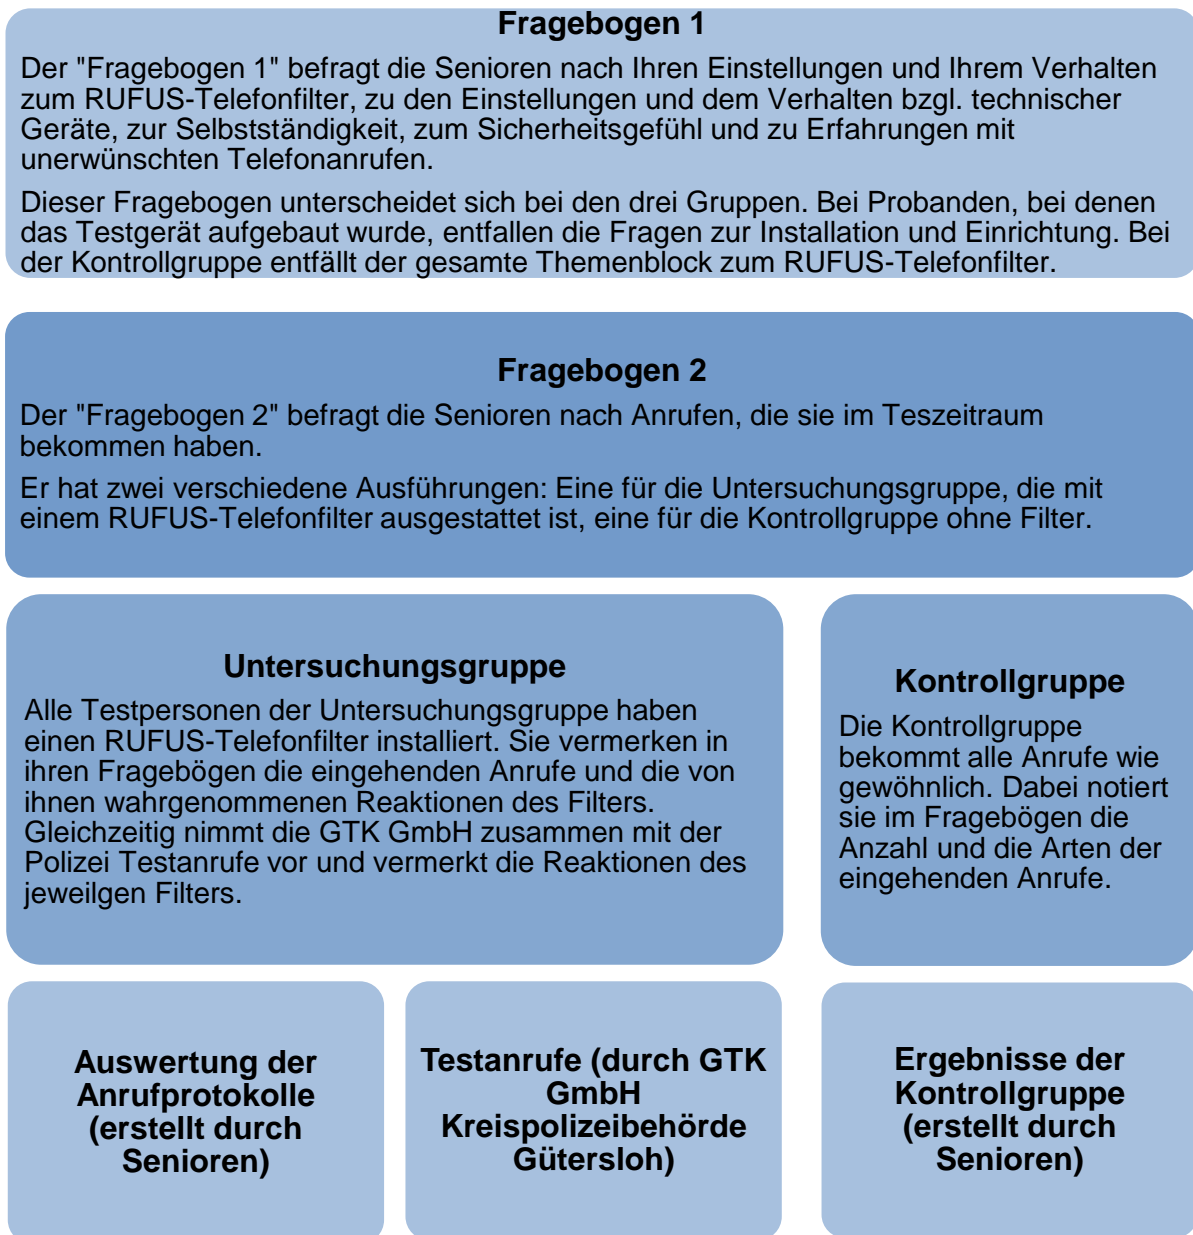 Fragebogen 1
Der "Fragebogen 1" befragt die Senioren nach Ihren Einstellungen und Ihrem Verhalten
zum RUFUS-Telefonfilter, zu den Einstellungen und dem Verhalten bzgl. technischer
Geräte, zur Selbstständigkeit, zum Sicherheitsgefühl und zu Erfahrungen mit
unerwünschten Telefonanrufen.
Dieser Fragebogen unterscheidet sich bei den drei Gruppen. Bei Probanden, bei denen
das Testgerät aufgebaut wurde, entfallen die Fragen zur Installation und Einrichtung. Bei
der Kontrollgruppe entfällt der gesamte Themenblock zum RUFUS-Telefonfilter.
Fragebogen 2
Der "Fragebogen 2" befragt die Senioren nach Anrufen, die sie im Teszeitraum
bekommen haben.
Er hat zwei verschiedene Ausführungen: Eine für die Untersuchungsgruppe, die mit
einem RUFUS-Telefonfilter ausgestattet ist, eine für die Kontrollgruppe ohne Filter.
Untersuchungsgruppe
Alle Testpersonen der Untersuchungsgruppe haben
einen RUFUS-Telefonfilter installiert. Sie vermerken in
ihren Fragebögen die eingehenden Anrufe und die von
ihnen wahrgenommenen Reaktionen des Filters.
Gleichzeitig nimmt die GTK GmbH zusammen mit der
Polizei Testanrufe vor und vermerkt die Reaktionen des
jeweilgen Filters.
Kontrollgruppe
Die Kontrollgruppe
bekommt alle Anrufe wie
gewöhnlich. Dabei notiert
sie im Fragebögen die
Anzahl und die Arten der
eingehenden Anrufe.
Auswertung der
Anrufprotokolle
(erstellt durch
Senioren)
Testanrufe (durch GTK
GmbH
Kreispolizeibehörde
Gütersloh)
Ergebnisse der
Kontrollgruppe
(erstellt durch
Senioren)